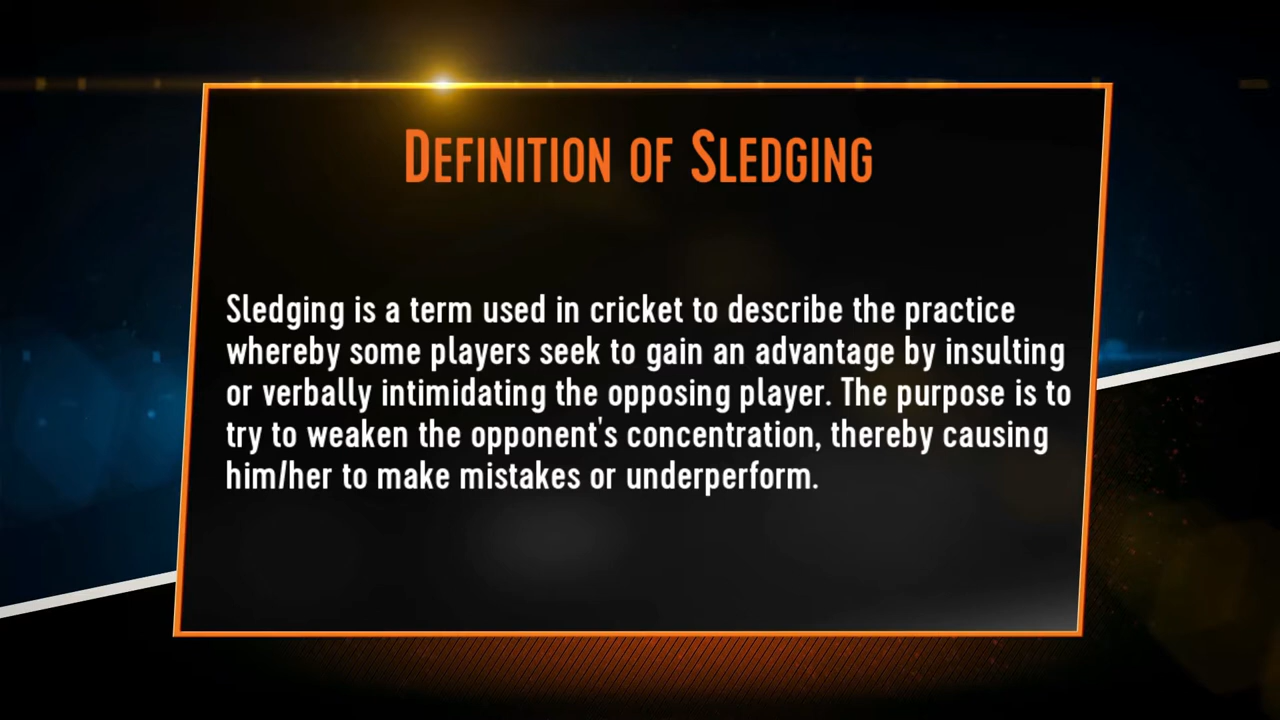 Definition of Sledging
Sledging is a term used in cricket to describe the practice
whereby some players seek to gain an advantage by insulting
or verbally intimidating the opposing player. The purpose is to
try to weaken the opponent's concentration, thereby causing
him/her to make mistakes or underperform.